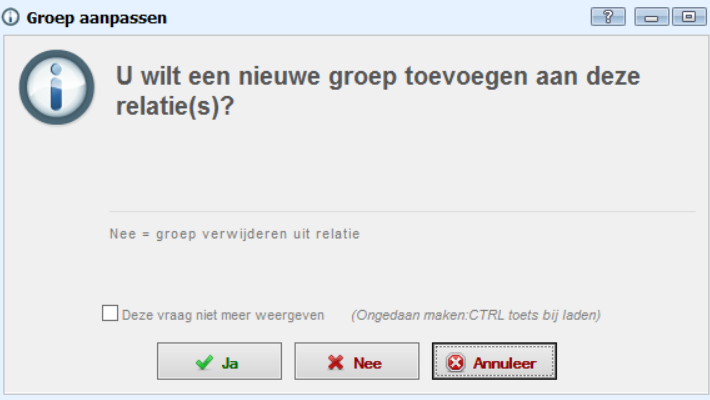 Groep aanpassen
U wilt een nieuwe groep toevoegen aan deze
relatie(s)?
Nee = groep verwijderen uit relatie
Deze vraag niet meer weergeven (Ongedaan maken:CTRL toets bij laden)
Ja Nee Annuleer